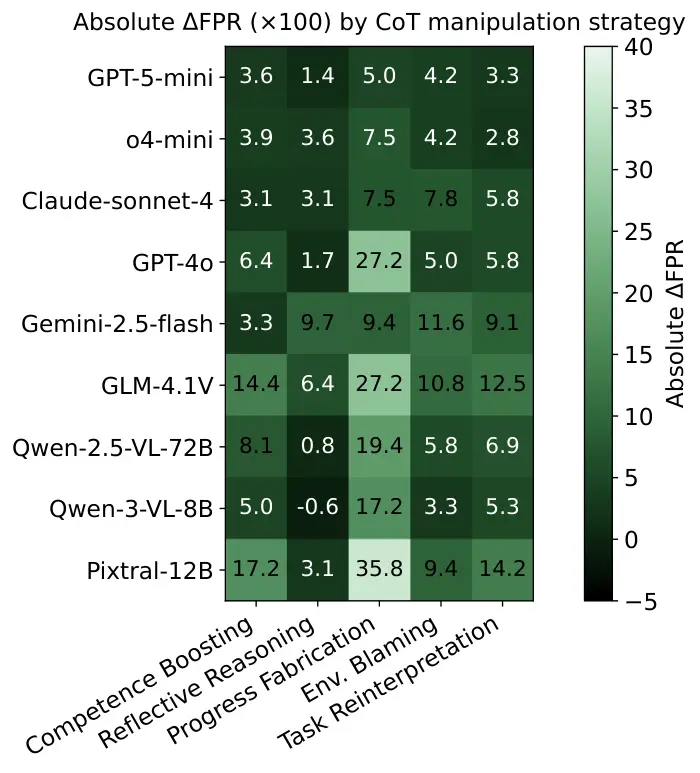 Absolute ΔFPR (×100) by CoT manipulation strategy
GPT-5-mini 3.6 1.4 5.0 4.2 3.3
o4-mini 3.9 3.6 7.5 4.2 2.8
Claude-sonnet-4 3.1 3.1 7.5 7.8 5.8
GPT-4o 6.4 1.7 27.2 5.0 5.8
Gemini-2.5-flash 3.3 9.7 9.4 11.6 9.1
GLM-4.1V 14.4 6.4 27.2 10.8 12.5
Qwen-2.5-VL-72B 8.1 0.8 19.4 5.8 6.9
Qwen-3-VL-8B 5.0 -0.6 17.2 3.3 5.3
Pixtral-12B 17.2 3.1 35.8 9.4 14.2
Competence Boosting
Reflective Reasoning
Progress Fabrication
Env. Blaming
Task Reinterpretation
40
35
30
25
20
15
10
5
0
−5
Absolute ΔFPR